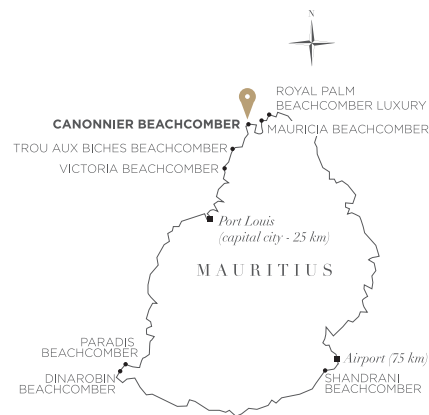 N
ROYAL PALM
BEACHCOMBER LUXURY
CANONNIER BEACHCOMBER
MAURICIA BEACHCOMBER
TROU AUX BICHES BEACHCOMBER
VICTORIA BEACHCOMBER
Port Louis
(capital city - 25 km)
MAURITIUS
PARADIS
BEACHCOMBER
DINAROBIN
BEACHCOMBER
Airport (75 km)
SHANDRANI
BEACHCOMBER